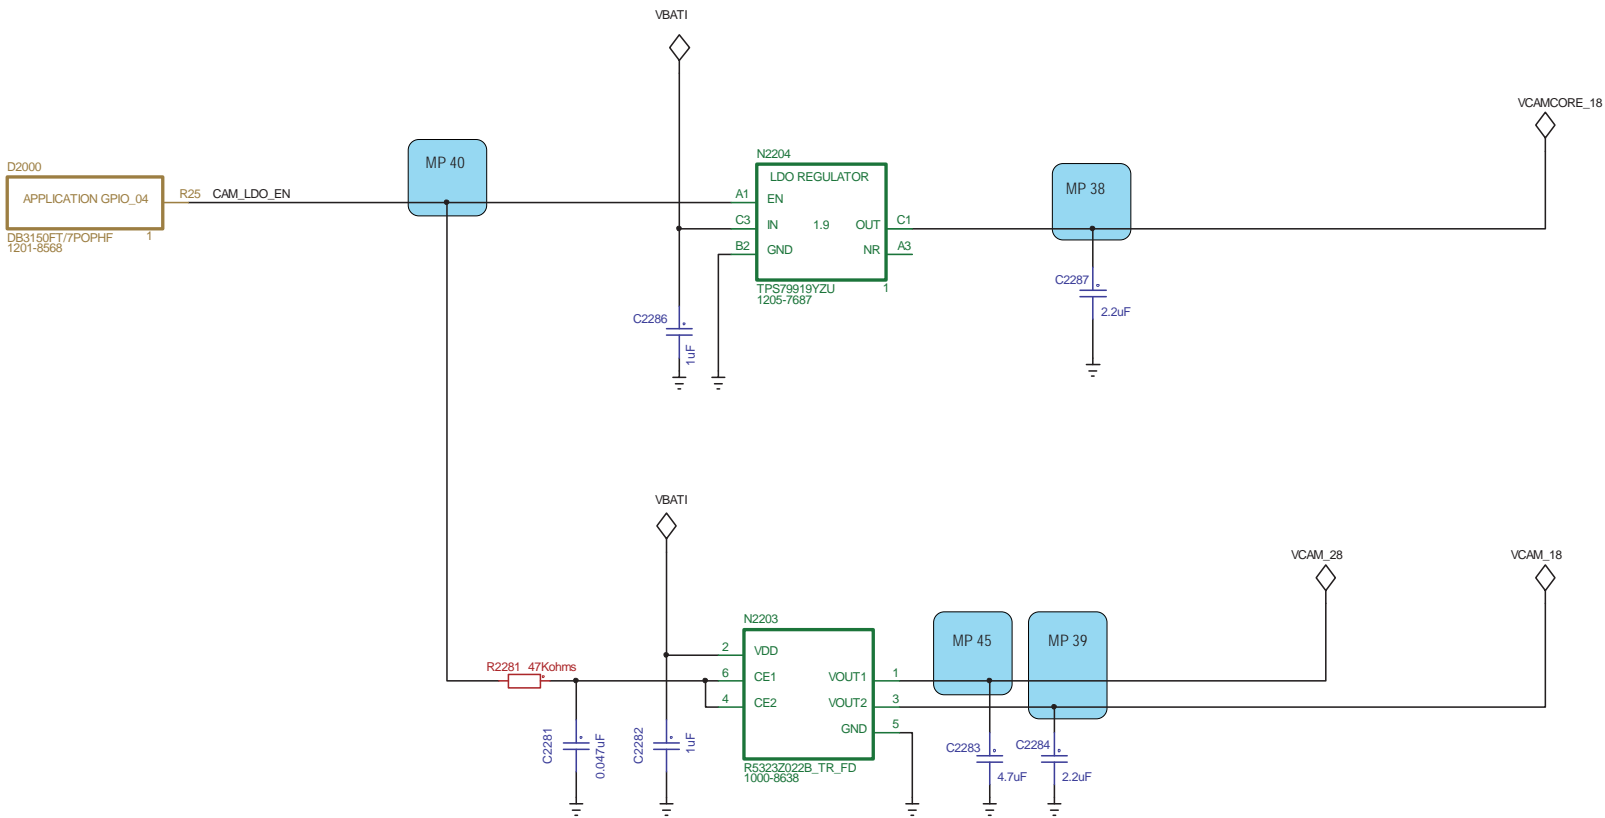 VBATI
VCAMCORE_18
D2000
APPLICATION GPIO_04
R25 CAM_LDO_EN
DB3150FT/7POPHF 1
1201-8568
MP 40
N2204
LDO REGULATOR
A1 EN
C3 IN 1.9 OUT C1
B2 GND NR A3
TPS79919YZU 1
1205-7687
MP 38
C2287
2.2uF
C2286
1uF
VBATI
VCAM_28
VCAM_18
N2203
2 VDD
6 CE1 VOUT1 1
4 CE2 VOUT2 3
GND 5
R5323Z022B_TR_FD
1000-8638
MP 45
MP 39
R2281 47Kohms
C2281
0.047uF
C2282
1uF
C2283
4.7uF
C2284
2.2uF